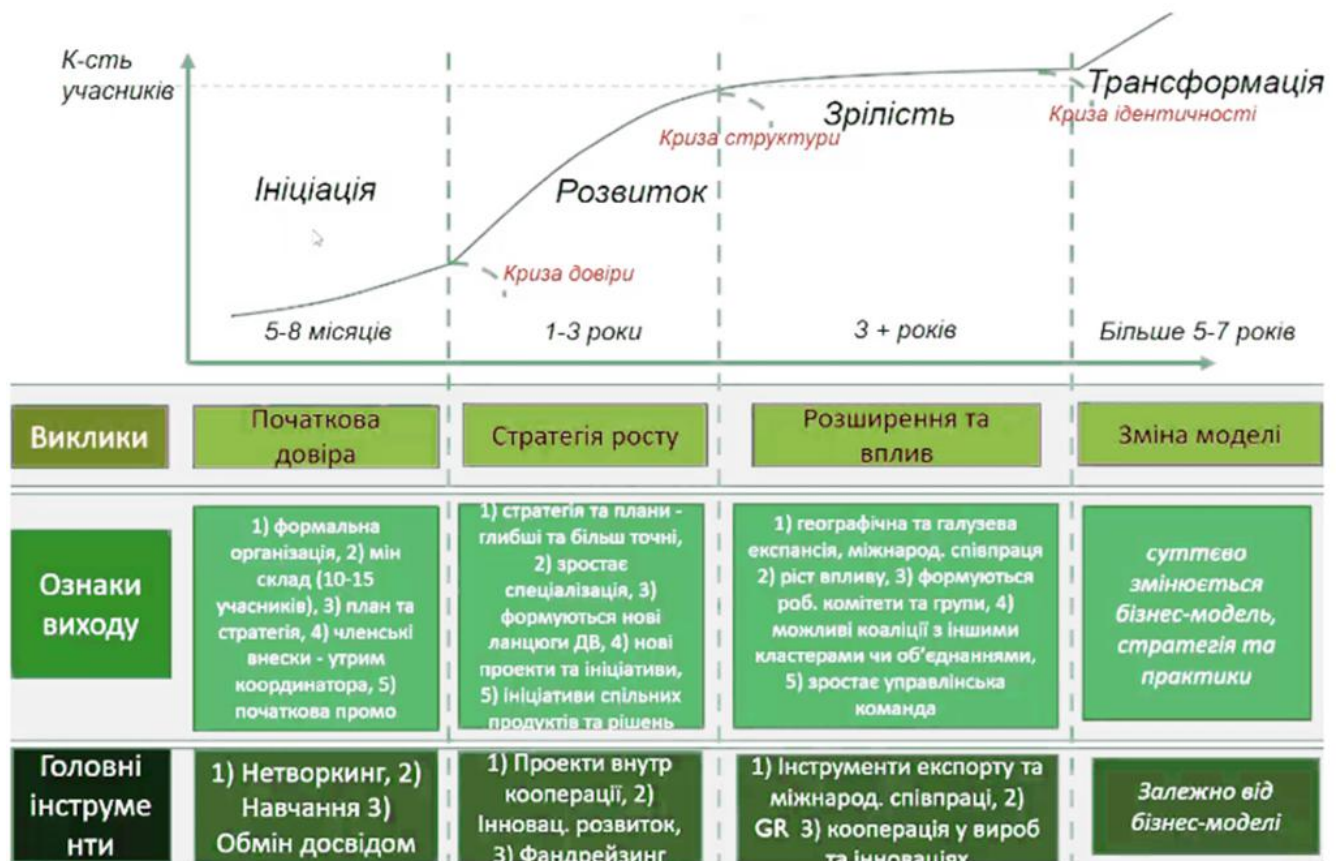 К-сть
учасників
Ініціація
Розвиток
Зрілість
Трансформація
Криза довіри
Криза структури
Криза ідентичності
5-8 місяців
1-3 роки
3 + років
Більше 5-7 років
Виклики
Початкова
довіра
Стратегія росту
Розширення та
вплив
Зміна моделі
Ознаки
виходу
1) формальна
організація, 2) мін
склад (10-15
учасників), 3) план та
стратегія, 4) членські
внески - утрим
координатора, 5)
початкова промо
1) стратегія та плани -
глибші та більш точні,
2) зростає
спеціалізація, 3)
формуються нові
ланцюги ДВ, 4) нові
проекти та ініціативи,
5) ініціативи спільних
продуктів та рішень
1) географічна та галузева
експансія, міжнарод. співпраця
2) ріст впливу, 3) формуються
роб. комітети та групи, 4)
можливі коаліції з іншими
кластерами чи об’єднаннями,
5) зростає управлінська
команда
суттєво
змінюється
бізнес-модель,
стратегія та
практики
Головні
інструме
нти
1) Нетворкинг, 2)
Навчання 3)
Обмін досвідом
1) Проекти внутр
кооперації, 2)
Інновац. розвиток,
3) Фандрейзинг
1) Інструменти експорту та
міжнарод. співпраці, 2)
GR 3) кооперація у вироб
та інноваціях
Залежно від
бізнес-моделі